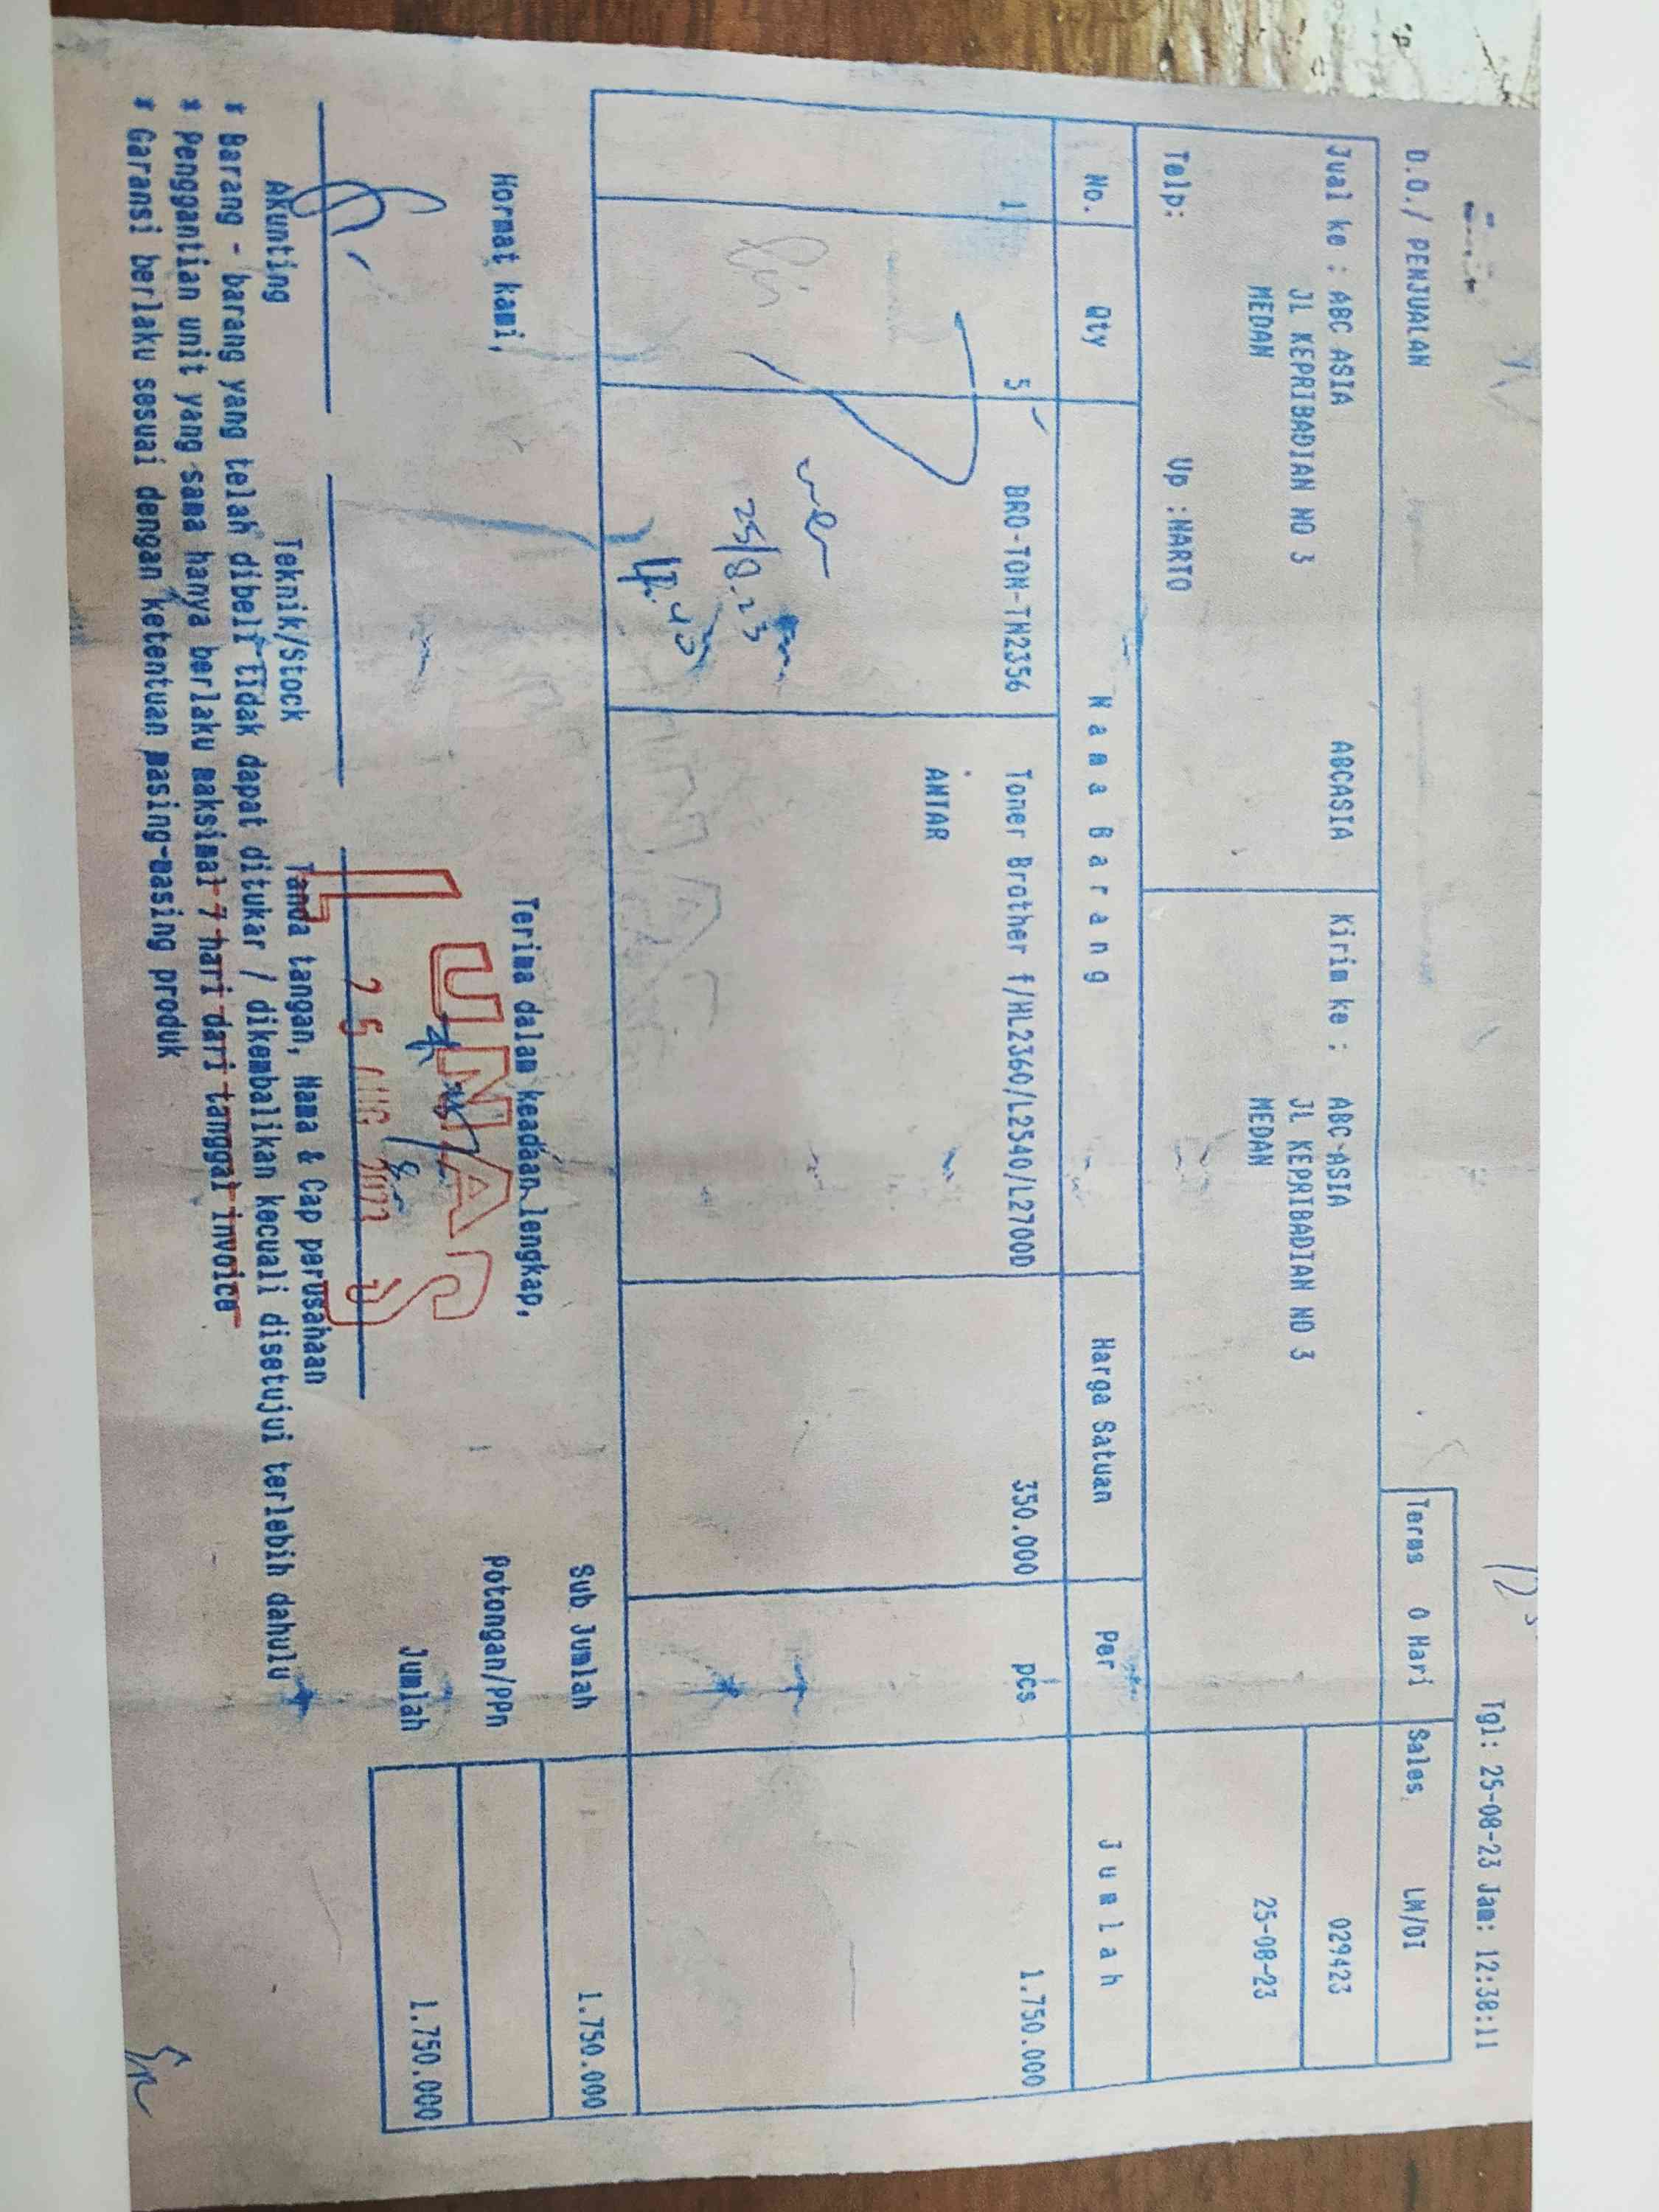 Tgl: 25-08-23 Jam: 12:38:11
D.O./ PENJUALAN
Terms 0 Hari Sales LM/DI
Jual ke : ABC ASIA ABCASIA
JL KEPRIBADIAN NO 3
MEDAN
Telp: Up :NARTO
Kirim ke : ABC ASIA
JL KEPRIBADIAN NO 3
MEDAN
029423
25-08-23
No. Qty Nama Barang Harga Satuan Per Jumlah
1 5 BRO-TON-TN2356 Toner Brother f/HL2360/L2540/L2700D 350.000 pcs 1.750.000
ANTAR
25/8.23
Sub Jumlah 1.750.000
Potongan/PPn
Jumlah 1.750.000
Hormat kami,
Terima dalam keadaan lengkap,
LUNAS
Akunting
Teknik/Stock
Tanda tangan, Nama & Cap perusahaan
* Barang - barang yang telah dibeli tidak dapat ditukar / dikembalikan kecuali disetujui terlebih dahulu
* Penggantian unit yang sama hanya berlaku maksimal 7 hari dari tanggal invoice
* Garansi berlaku sesuai dengan ketentuan masing-masing produk